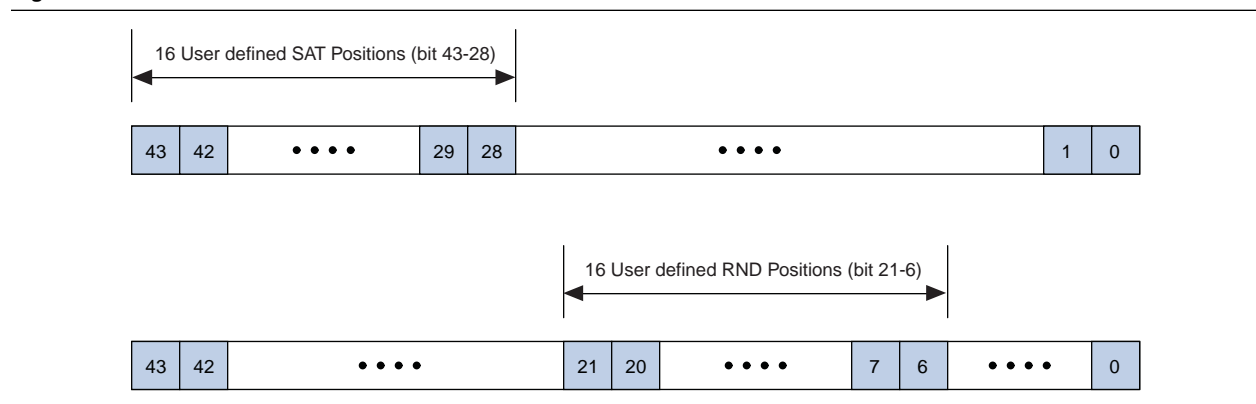 16 User defined SAT Positions (bit 43-28)
43 42 •••• 29 28 •••• 1 0
16 User defined RND Positions (bit 21-6)
43 42 •••• 21 20 •••• 7 6 •••• 0